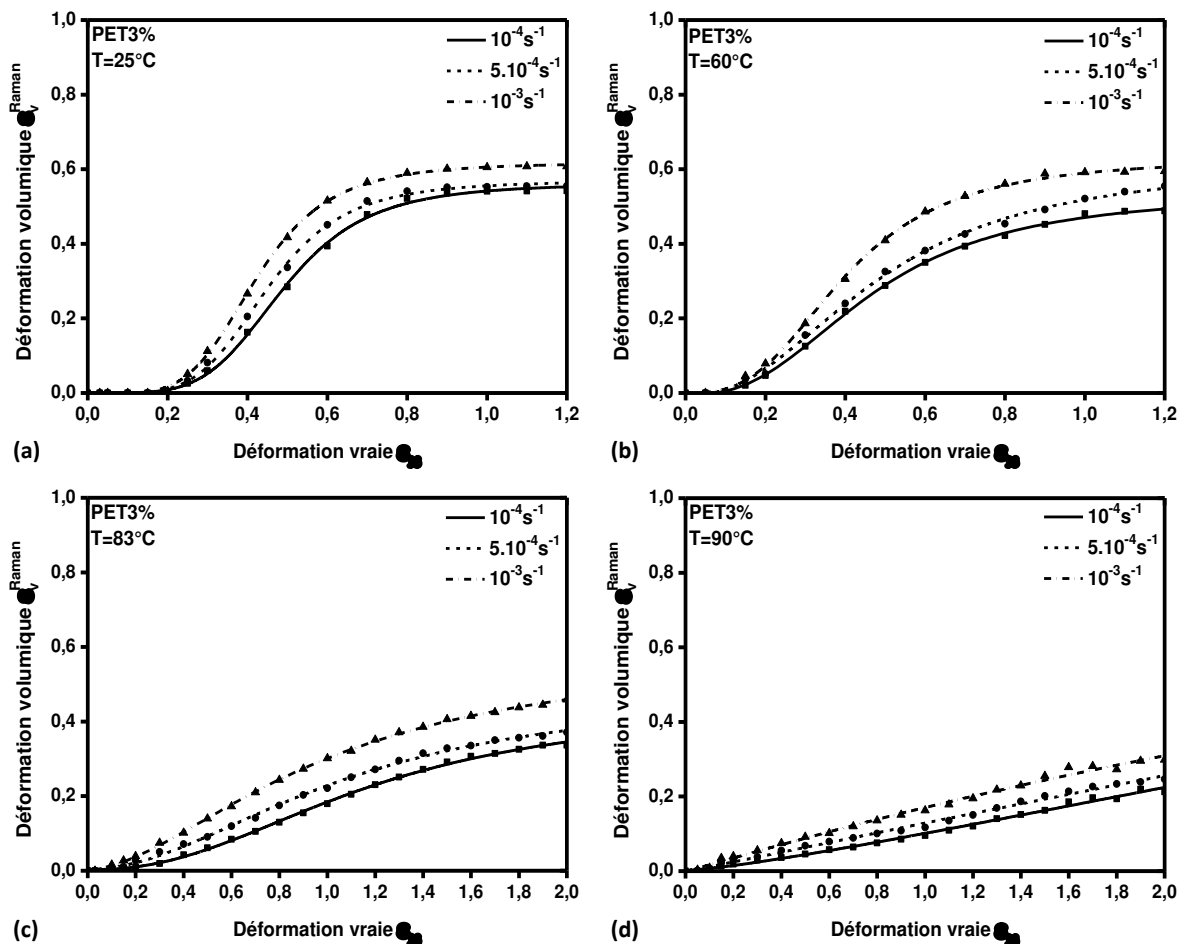 PET3%
T=25°C
10⁻⁴s⁻¹
5.10⁻⁴s⁻¹
10⁻³s⁻¹
Déformation volumique
Raman
v
1,0
0,8
0,6
0,4
0,2
0,0
0,0 0,2 0,4 0,6 0,8 1,0 1,2
(a)
Déformation vraie
PET3%
T=60°C
10⁻⁴s⁻¹
5.10⁻⁴s⁻¹
10⁻³s⁻¹
Déformation volumique
Raman
v
1,0
0,8
0,6
0,4
0,2
0,0
0,0 0,2 0,4 0,6 0,8 1,0 1,2
(b)
Déformation vraie
PET3%
T=83°C
10⁻⁴s⁻¹
5.10⁻⁴s⁻¹
10⁻³s⁻¹
Déformation volumique
Raman
v
1,0
0,8
0,6
0,4
0,2
0,0
0,0 0,2 0,4 0,6 0,8 1,0 1,2 1,4 1,6 1,8 2,0
(c)
Déformation vraie
PET3%
T=90°C
10⁻⁴s⁻¹
5.10⁻⁴s⁻¹
10⁻³s⁻¹
Déformation volumique
Raman
v
1,0
0,8
0,6
0,4
0,2
0,0
0,0 0,2 0,4 0,6 0,8 1,0 1,2 1,4 1,6 1,8 2,0
(d)
Déformation vraie